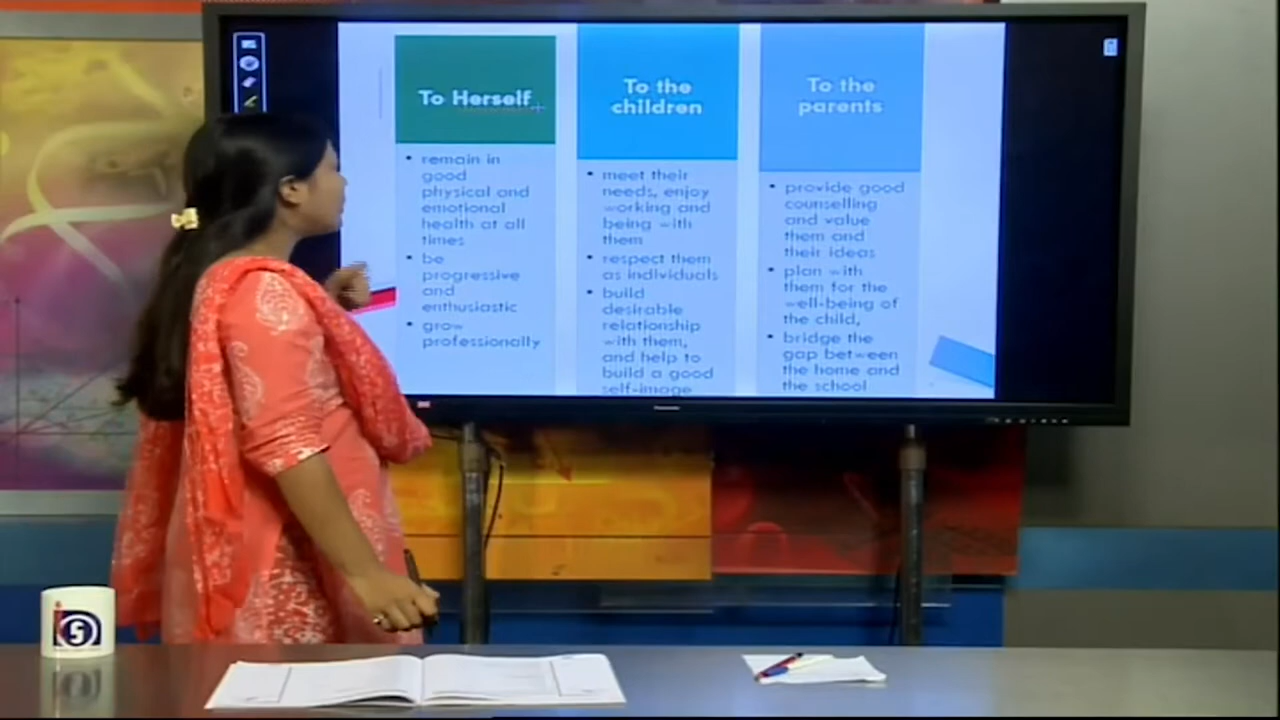 To Herself
• remain in
good
physical and
emotional
health at all
times
• be
progressive
and
enthusiastic
• grow
professionally
To the
children
• meet their
needs, enjoy
working and
being with
them
• respect them
as individuals
• build
desirable
relationship
with them,
and help to
build a good
self-image
To the
parents
• provide good
counselling
and value
them and
their ideas
• plan with
them for the
well-being of
the child,
• bridge the
gap between
the home and
the school
Panasonic